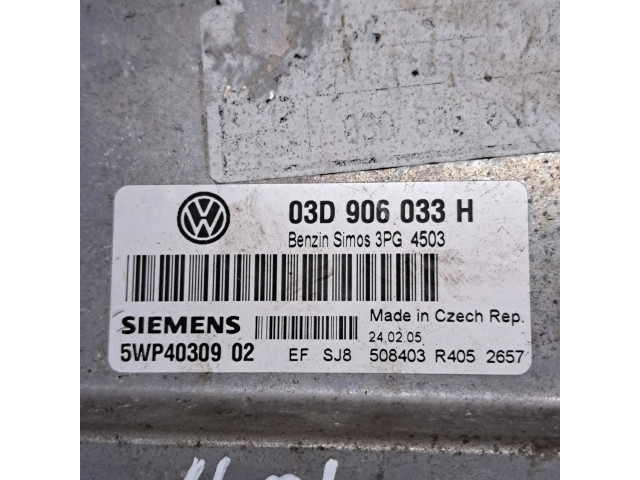 03D 906 033 H
Benzin Simos 3PG 4503
SIEMENS
Made in Czech Rep.
24.02.05
5WP40309 02
EF SJ8 508403 R405 2657